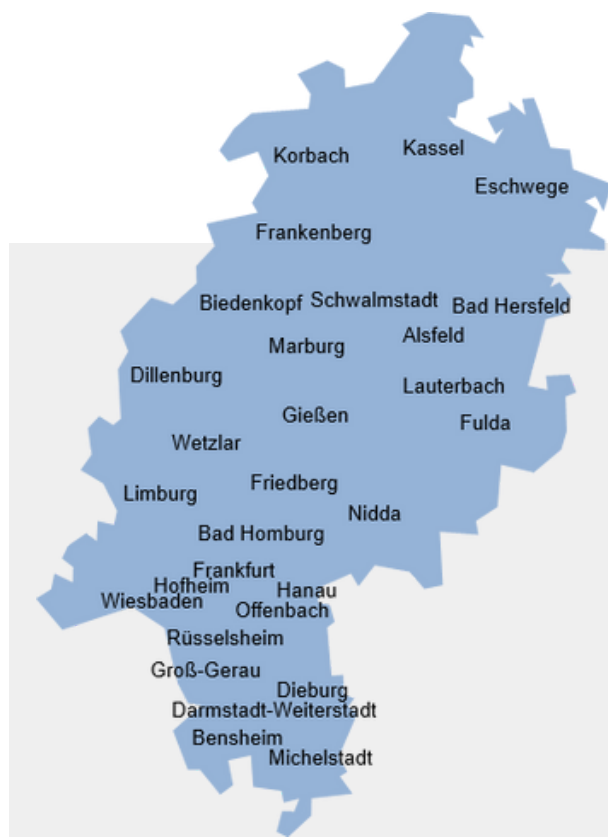 Kassel
Korbach
Eschwege
Frankenberg
Schwalmstadt
Biedenkopf
Bad Hersfeld
Alsfeld
Marburg
Dillenburg
Lauterbach
Gießen
Fulda
Wetzlar
Friedberg
Limburg
Nidda
Bad Homburg
Frankfurt
Hofheim
Hanau
Wiesbaden
Offenbach
Rüsselsheim
Groß-Gerau
Dieburg
Darmstadt-Weiterstadt
Bensheim
Michelstadt